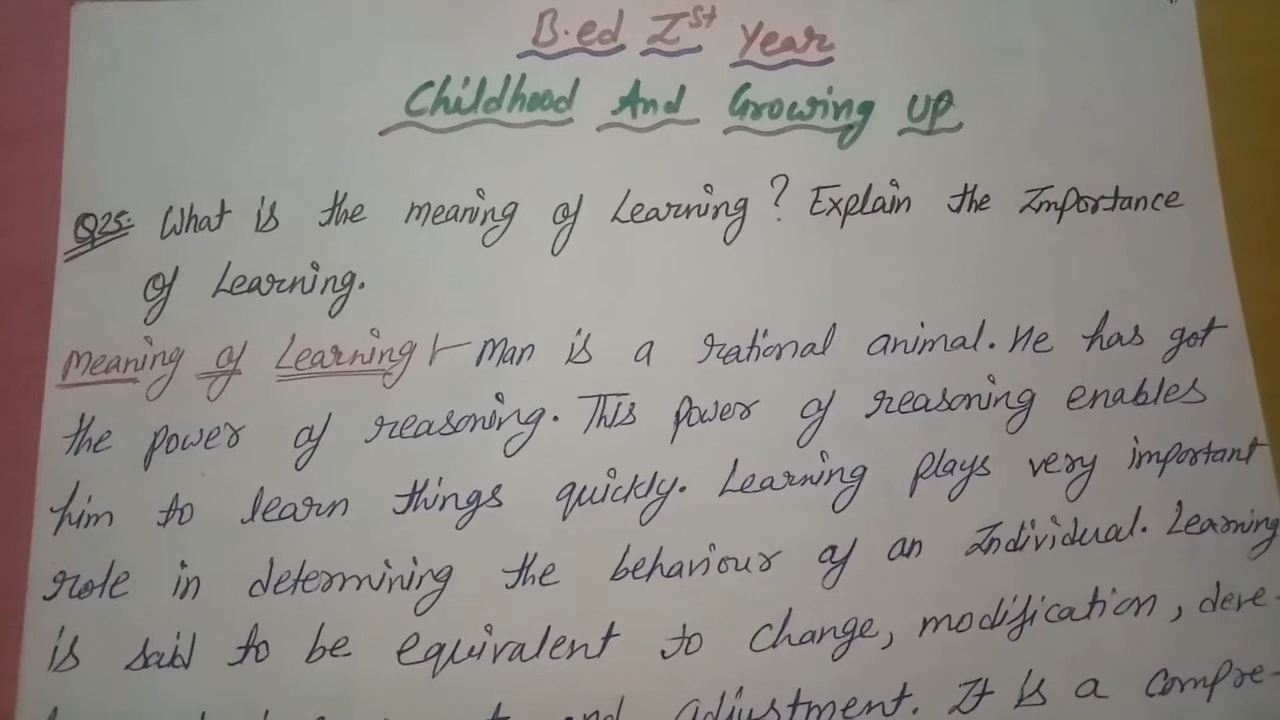 B.ed Ist Year
Childhood And Growing UP
Q25. What is the meaning of Learning? Explain the Importance
of Learning.
Meaning of Learning :- Man is a rational animal. He has got
the power of reasoning. This power of reasoning enables
him to learn things quickly. Learning plays very important
role in determining the behaviour of an Individual. Learning
is said to be equivalent to change, modification, deve-
and adjustment. It is a compre-